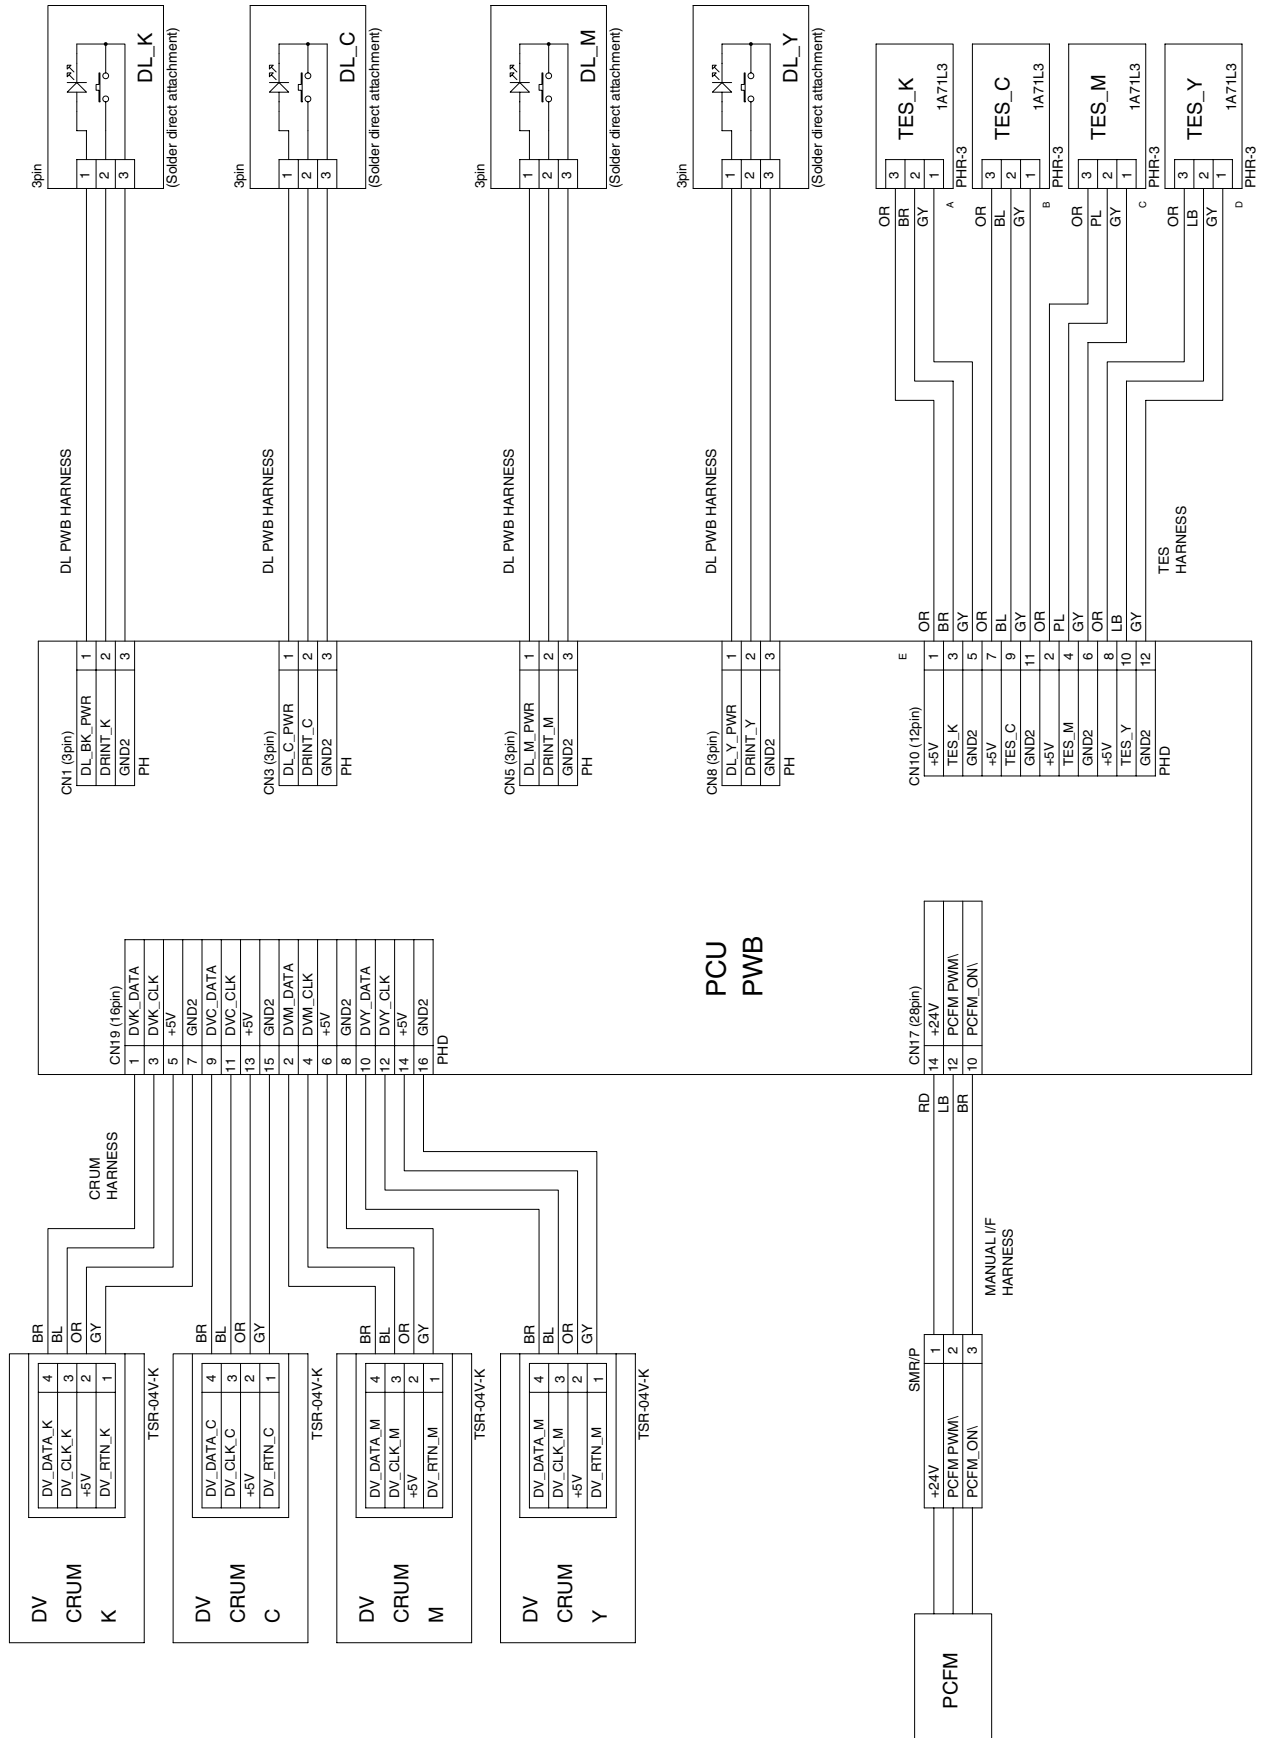 3pin
1
2
3
DL_K
(Solder direct attachment)
DL PWB HARNESS
3pin
1
2
3
DL_C
(Solder direct attachment)
DL PWB HARNESS
3pin
1
2
3
DL_M
(Solder direct attachment)
DL PWB HARNESS
3pin
1
2
3
DL_Y
(Solder direct attachment)
DL PWB HARNESS
TES_K
1A71L3
3
2
1
PHR-3
OR
BR
GY
A
TES_C
1A71L3
3
2
1
PHR-3
OR
BL
GY
B
TES_M
1A71L3
3
2
1
PHR-3
OR
PL
GY
C
TES_Y
1A71L3
3
2
1
PHR-3
OR
LB
GY
D
TES
HARNESS
CN1 (3pin)
DL_BK_PWR 1
DRINT_K 2
GND2 3
PH
CN3 (3pin)
DL_C_PWR 1
DRINT_C 2
GND2 3
PH
CN5 (3pin)
DL_M_PWR 1
DRINT_M 2
GND2 3
PH
CN8 (3pin)
DL_Y_PWR 1
DRINT_Y 2
GND2 3
PH
E
CN10 (12pin)
+5V 1 OR
TES_K 3 BR
GND2 5 GY
+5V 7 OR
TES_C 9 BL
GND2 11 GY
+5V 2 OR
TES_M 4 PL
GND2 6 GY
+5V 8 OR
TES_Y 10 LB
GND2 12 GY
PHD
PCU
PWB
CN19 (16pin)
1 DVK_DATA
3 DVK_CLK
5 +5V
7 GND2
9 DVC_DATA
11 DVC_CLK
13 +5V
15 GND2
2 DVM_DATA
4 DVM_CLK
6 +5V
8 GND2
10 DVY_DATA
12 DVY_CLK
14 +5V
16 GND2
PHD
CN17 (28pin)
RD 14 +24V
LB 12 PCFM PWM\
BR 10 PCFM_ON\
CRUM
HARNESS
MANUAL I/F
HARNESS
DV
CRUM
K
DV_DATA_K 4 BR
DV_CLK_K 3 BL
+5V 2 OR
DV_RTN_K 1 GY
TSR-04V-K
DV
CRUM
C
DV_DATA_C 4 BR
DV_CLK_C 3 BL
+5V 2 OR
DV_RTN_C 1 GY
TSR-04V-K
DV
CRUM
M
DV_DATA_M 4 BR
DV_CLK_M 3 BL
+5V 2 OR
DV_RTN_M 1 GY
TSR-04V-K
DV
CRUM
Y
DV_DATA_M 4 BR
DV_CLK_M 3 BL
+5V 2 OR
DV_RTN_M 1 GY
TSR-04V-K
SMR/P
+24V 1
PCFM PWM\ 2
PCFM_ON\ 3
PCFM